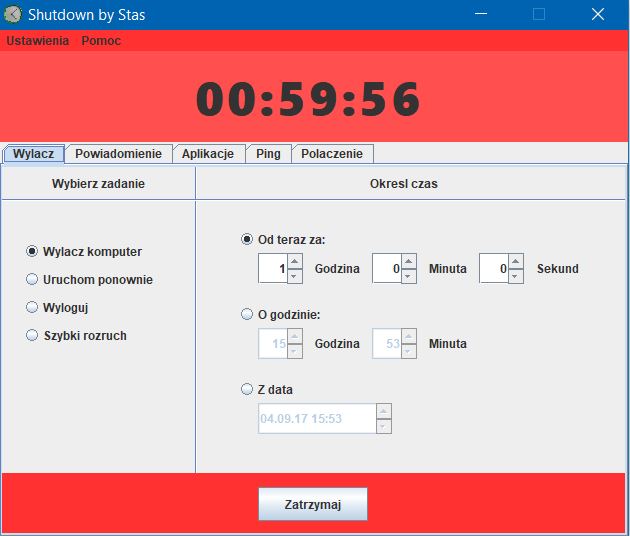 Shutdown by Stas
Ustawienia Pomoc
00:59:56
Wylacz Powiadomienie Aplikacje Ping Polaczenie
Wybierz zadanie Okresl czas
Wylacz komputer
Uruchom ponownie
Wyloguj
Szybki rozruch
Od teraz za:
1 Godzina 0 Minuta 0 Sekund
O godzinie:
15 Godzina 53 Minuta
Z data
04.09.17 15:53
Zatrzymaj